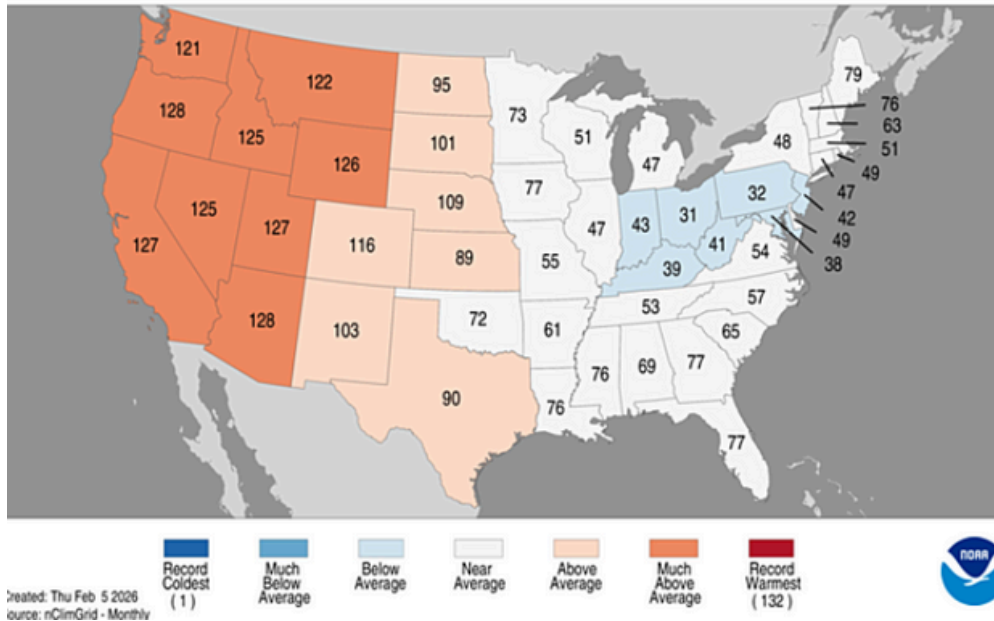 121
122
95
73
79
128
125
101
51
47
48
76
63
51
126
49
77
32
47
125
109
42
127
47
43
31
49
127
116
89
55
41
54
38
39
128
103
72
61
53
57
65
76
69
77
90
76
77
Record
Coldest
( 1 )
Much
Below
Average
Below
Average
Near
Average
Above
Average
Much
Above
Average
Record
Warmest
( 132 )
NOAA
Created: Thu Feb 5 2026
Source: nClimGrid - Monthly